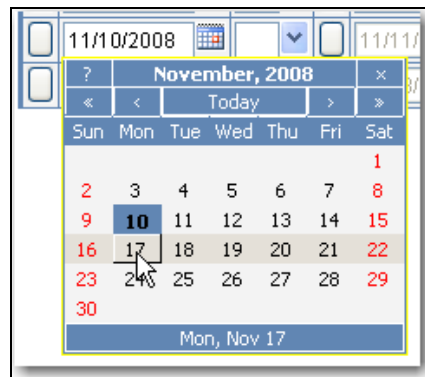 11/10/2008 11/11/
? November, 2008 ×
« ‹ Today › »
Sun Mon Tue Wed Thu Fri Sat
1
2 3 4 5 6 7 8
9 10 11 12 13 14 15
16 17 18 19 20 21 22
23 24 25 26 27 28 29
30
Mon, Nov 17